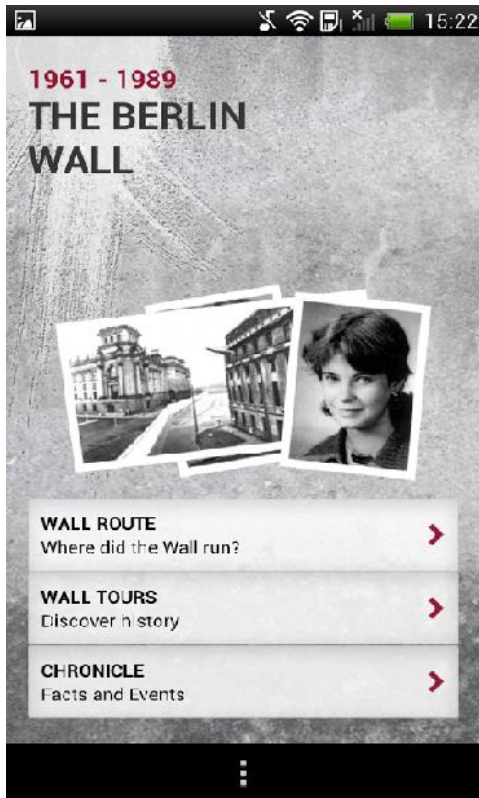 15:22
1961 - 1989
THE BERLIN
WALL
WALL ROUTE
Where did the Wall run?
WALL TOURS
Discover history
CHRONICLE
Facts and Events